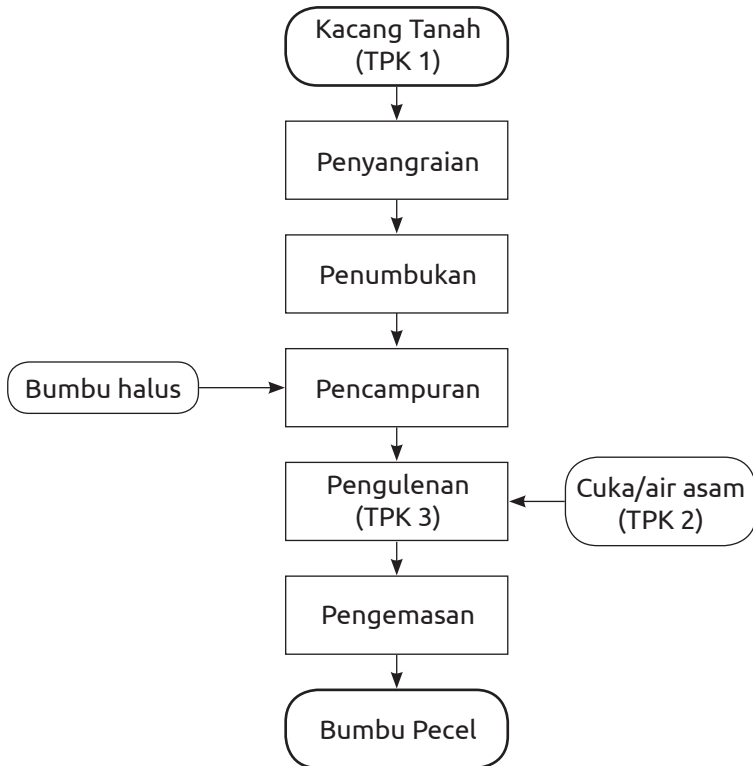 Kacang Tanah
(TPK 1)
Penyangraian
Penumbukan
Bumbu halus
Pencampuran
Pengulenan
(TPK 3)
Cuka/air asam
(TPK 2)
Pengemasan
Bumbu Pecel